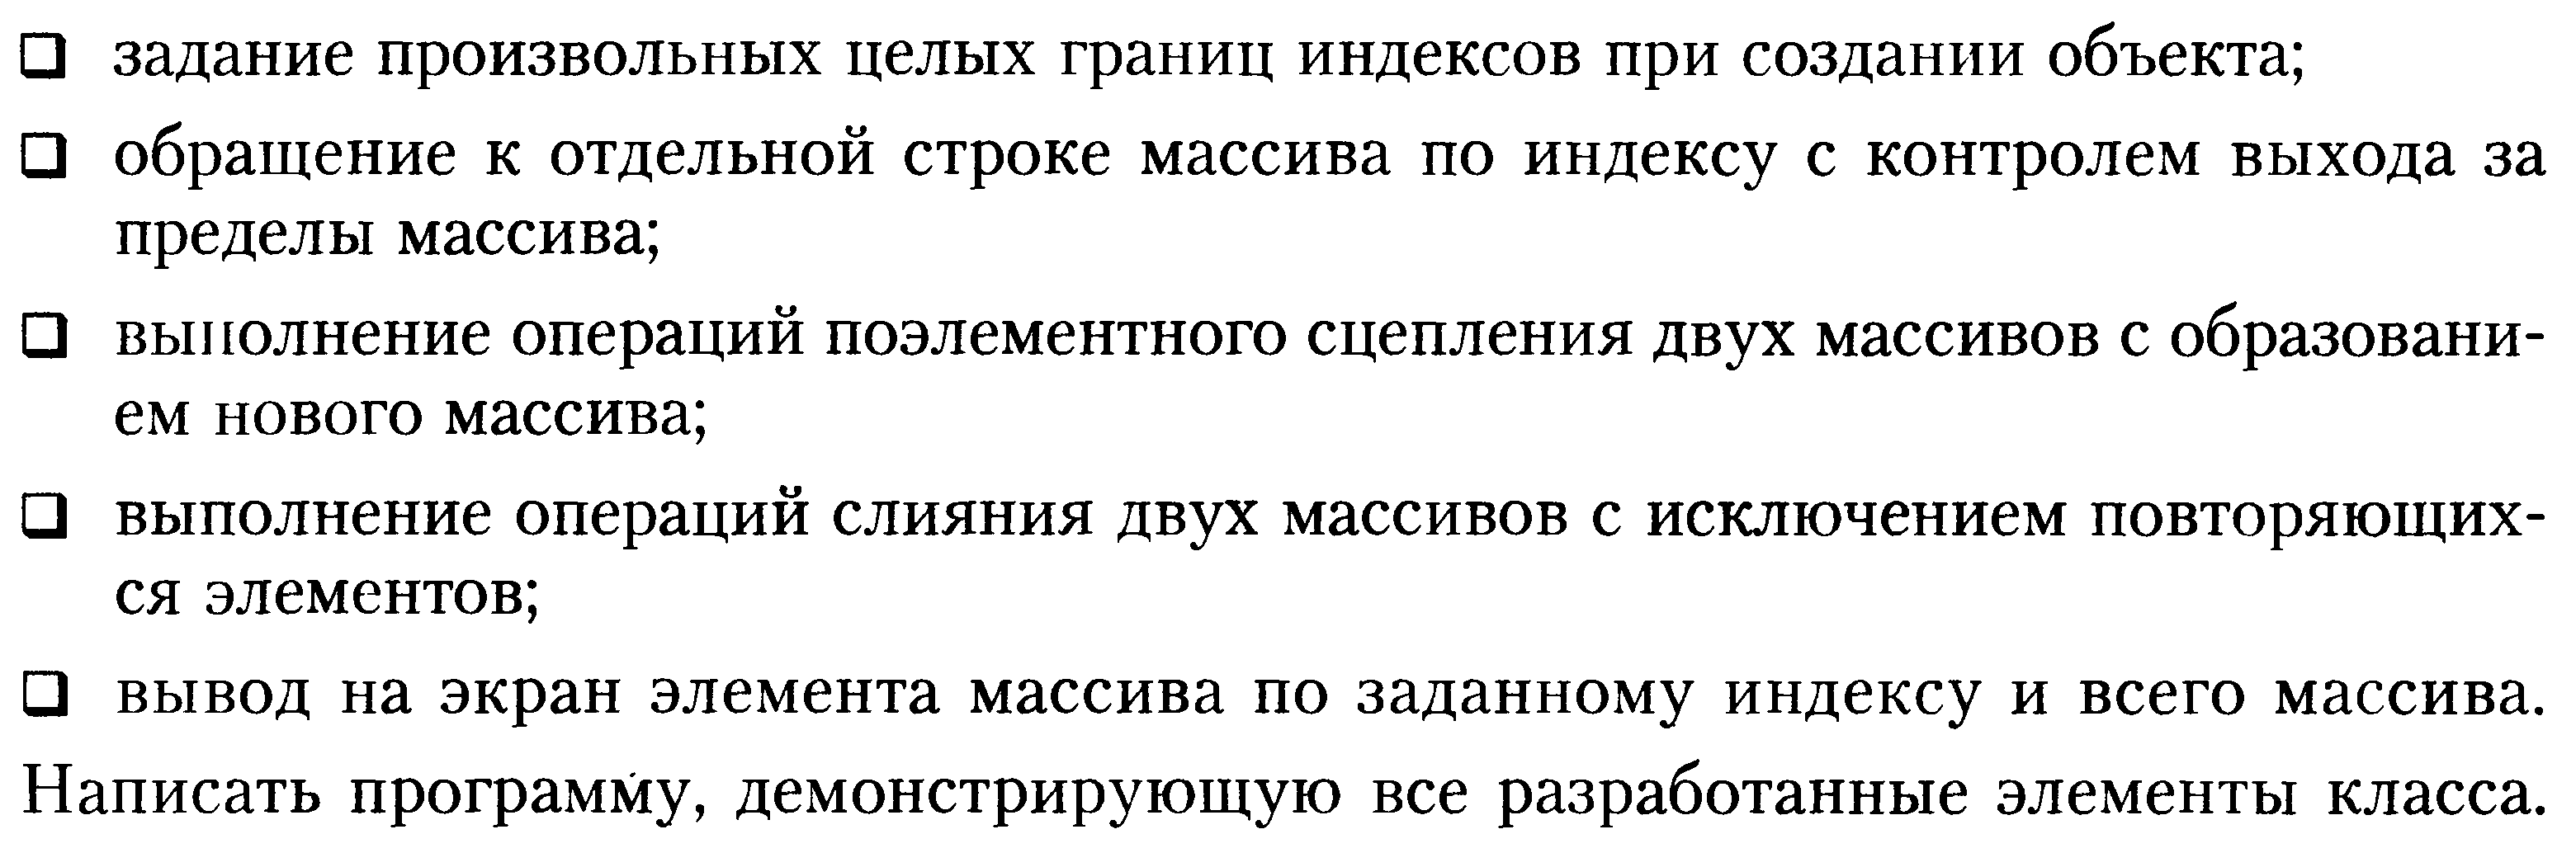 ❑ задание произвольных целых границ индексов при создании объекта;
❑ обращение к отдельной строке массива по индексу с контролем выхода за
пределы массива;
❑ выполнение операций поэлементного сцепления двух массивов с образовани-
ем нового массива;
❑ выполнение операций слияния двух массивов с исключением повторяющих-
ся элементов;
❑ вывод на экран элемента массива по заданному индексу и всего массива.
Написать программу, демонстрирующую все разработанные элементы класса.